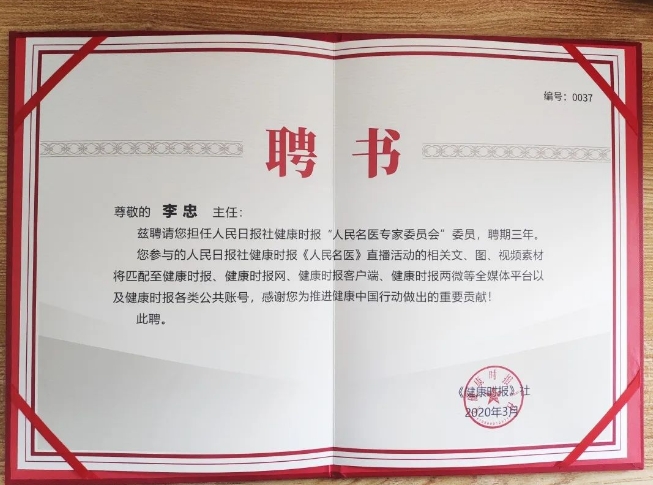 编号：0037
聘 书
尊敬的 李忠 主任：
兹聘请您担任人民日报社健康时报“人民名医专家委员会”委员，聘期三年。
您参与的人民日报社健康时报《人民名医》直播活动的相关文、图、视频素材
将匹配至健康时报、健康时报网、健康时报客户端、健康时报两微等全媒体平台以
及健康时报各类公共账号，感谢您为推进健康中国行动做出的重要贡献！
此聘。
《健康时报》社
2020年3月